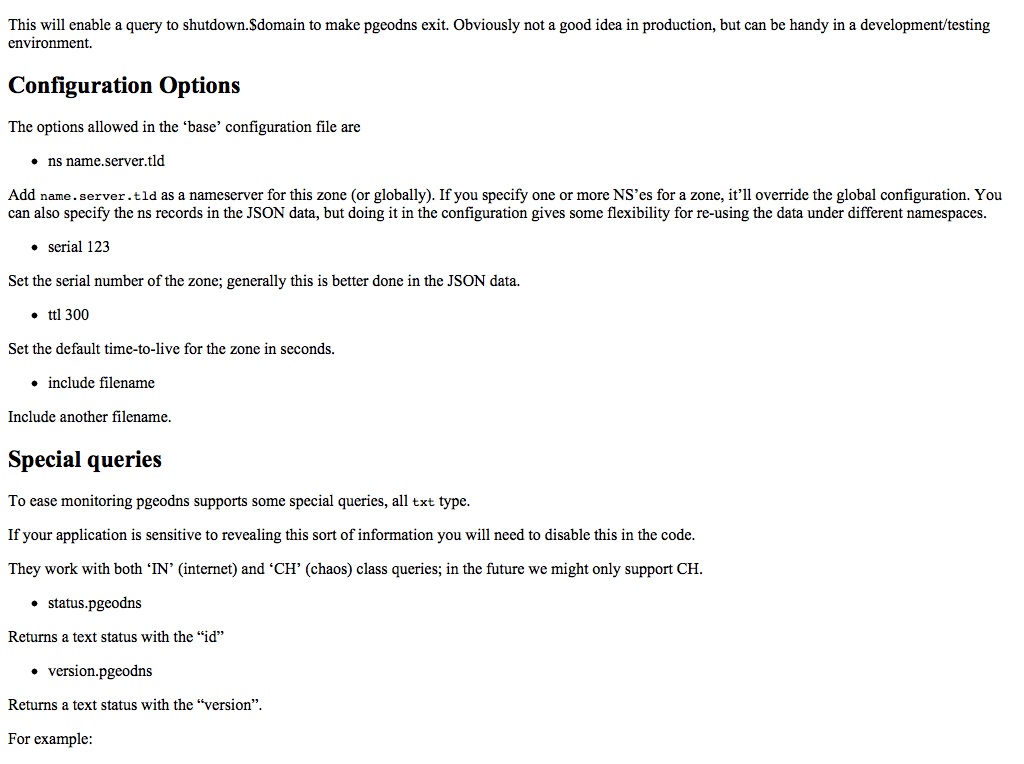 This will enable a query to shutdown.$domain to make pgeodns exit. Obviously not a good idea in production, but can be handy in a development/testing
environment.
Configuration Options
The options allowed in the ‘base’ configuration file are
• ns name.server.tld
Add name.server.tld as a nameserver for this zone (or globally). If you specify one or more NS’es for a zone, it’ll override the global configuration. You
can also specify the ns records in the JSON data, but doing it in the configuration gives some flexibility for re-using the data under different namespaces.
• serial 123
Set the serial number of the zone; generally this is better done in the JSON data.
• ttl 300
Set the default time-to-live for the zone in seconds.
• include filename
Include another filename.
Special queries
To ease monitoring pgeodns supports some special queries, all txt type.
If your application is sensitive to revealing this sort of information you will need to disable this in the code.
They work with both ‘IN’ (internet) and ‘CH’ (chaos) class queries; in the future we might only support CH.
• status.pgeodns
Returns a text status with the “id”
• version.pgeodns
Returns a text status with the “version”.
For example: